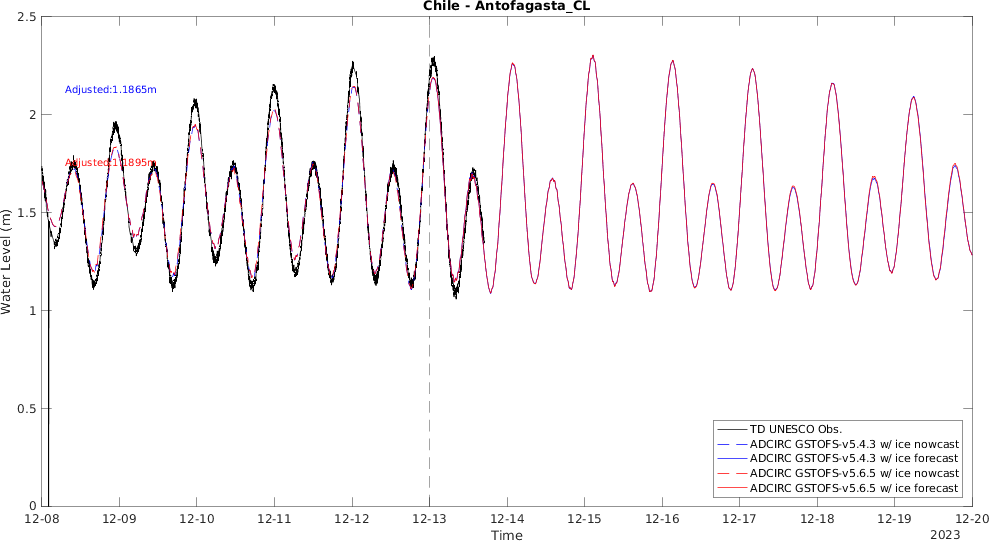 Chile - Antofagasta_CL
2.5
2
1.5
1
0.5
0
Water Level (m)
Adjusted:1.1865m
Adjusted:1.1895m
TD UNESCO Obs.
ADCIRC GSTOFS-v5.4.3 w/ ice nowcast
ADCIRC GSTOFS-v5.4.3 w/ ice forecast
ADCIRC GSTOFS-v5.6.5 w/ ice nowcast
ADCIRC GSTOFS-v5.6.5 w/ ice forecast
12-08 12-09 12-10 12-11 12-12 12-13 12-14 12-15 12-16 12-17 12-18 12-19 12-20
Time
2023